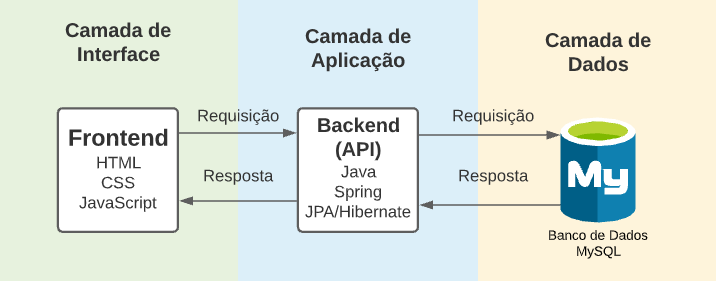 Camada de
Interface
Camada de
Aplicação
Camada de
Dados
Frontend
HTML
CSS
JavaScript
Requisição
Resposta
Backend
(API)
Java
Spring
JPA/Hibernate
Requisição
Resposta
My
Banco de Dados
MySQL